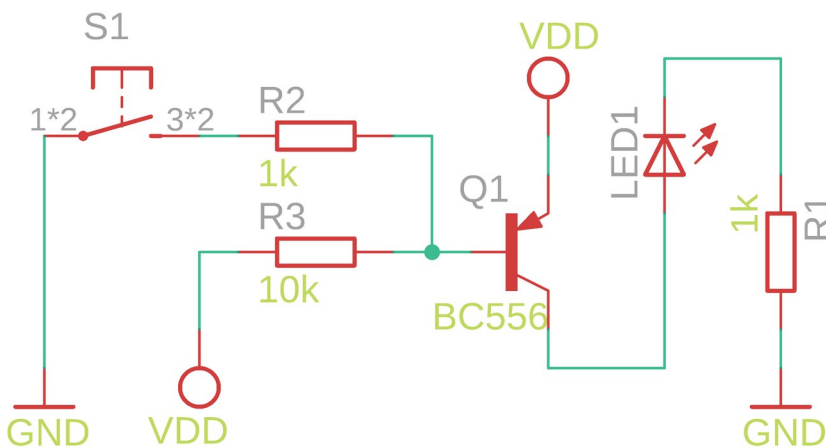 S1
VDD
1*2
3*2
R2
1k
LED1
Q1
R3
1k
R1
10k
BC556
GND
VDD
GND